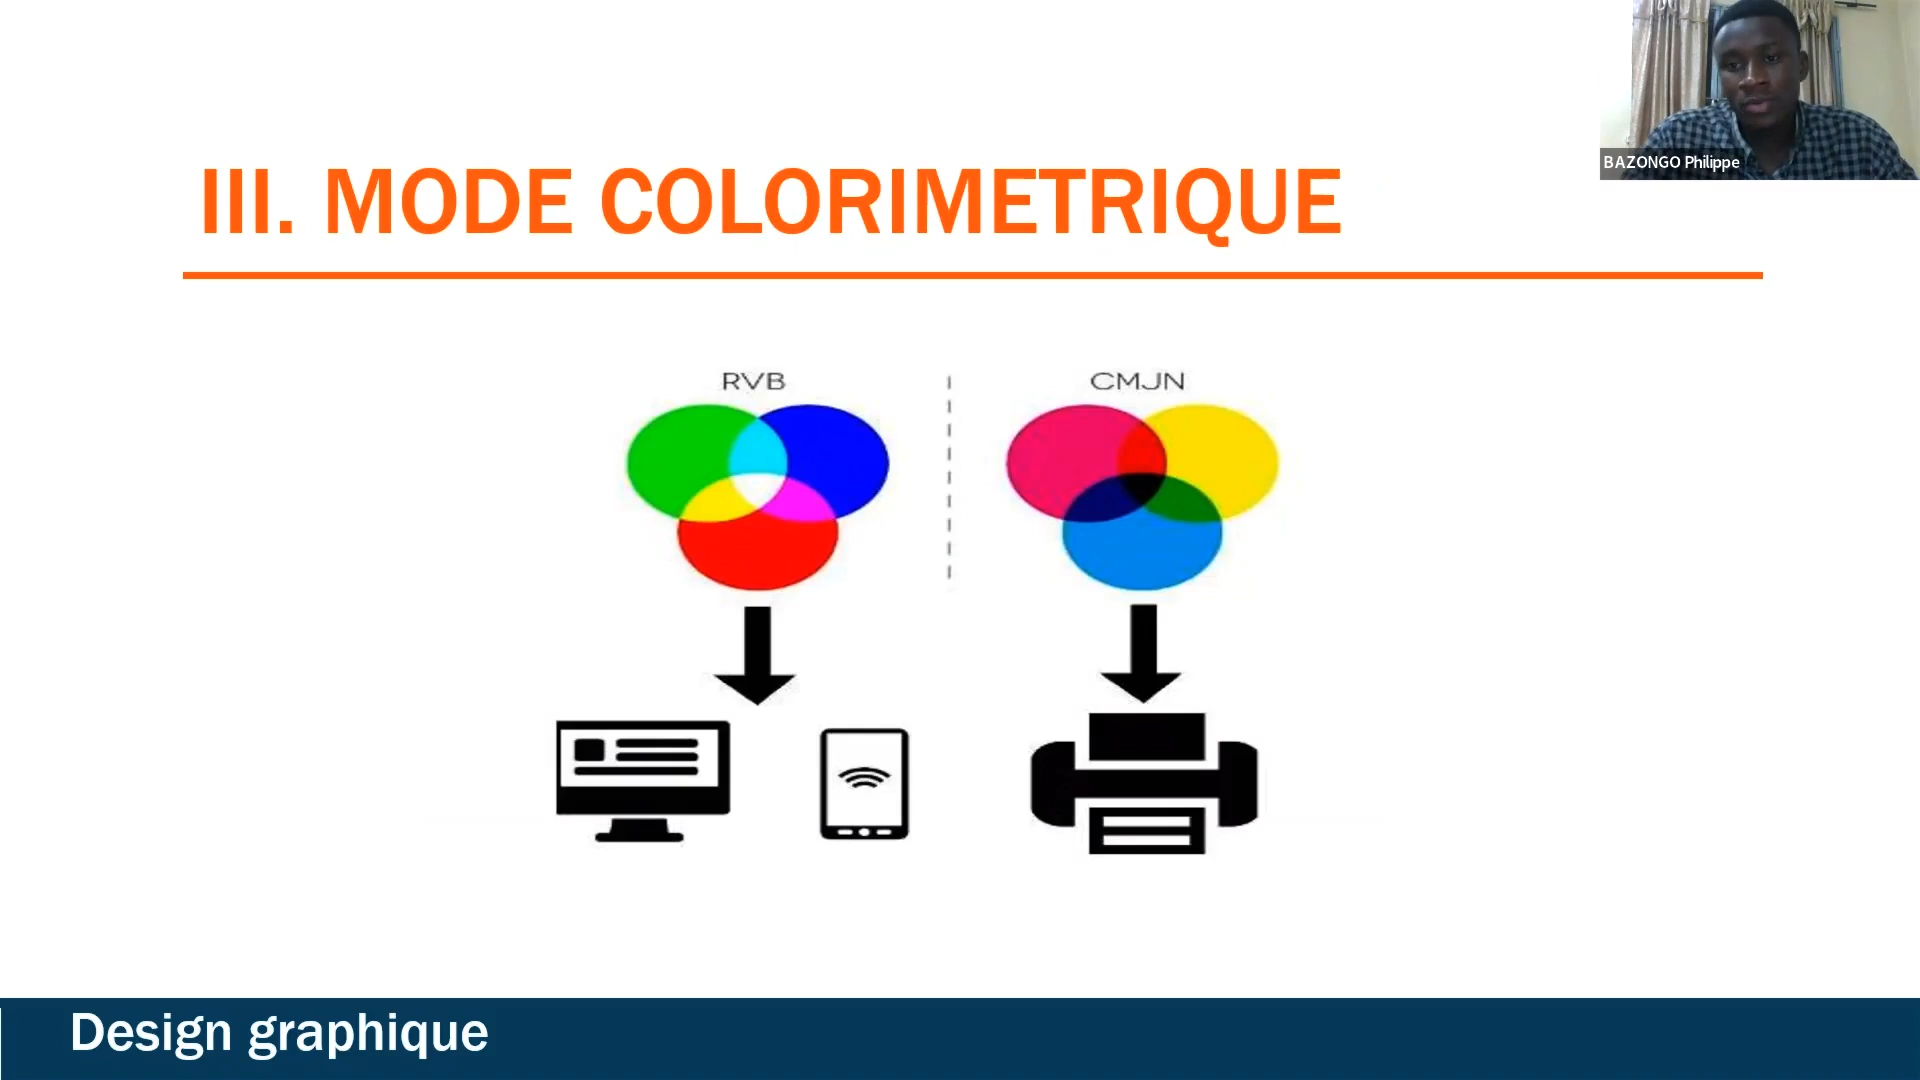 BAZONGO Philippe
III. MODE COLORIMETRIQUE
RVB
CMJN
Design graphique